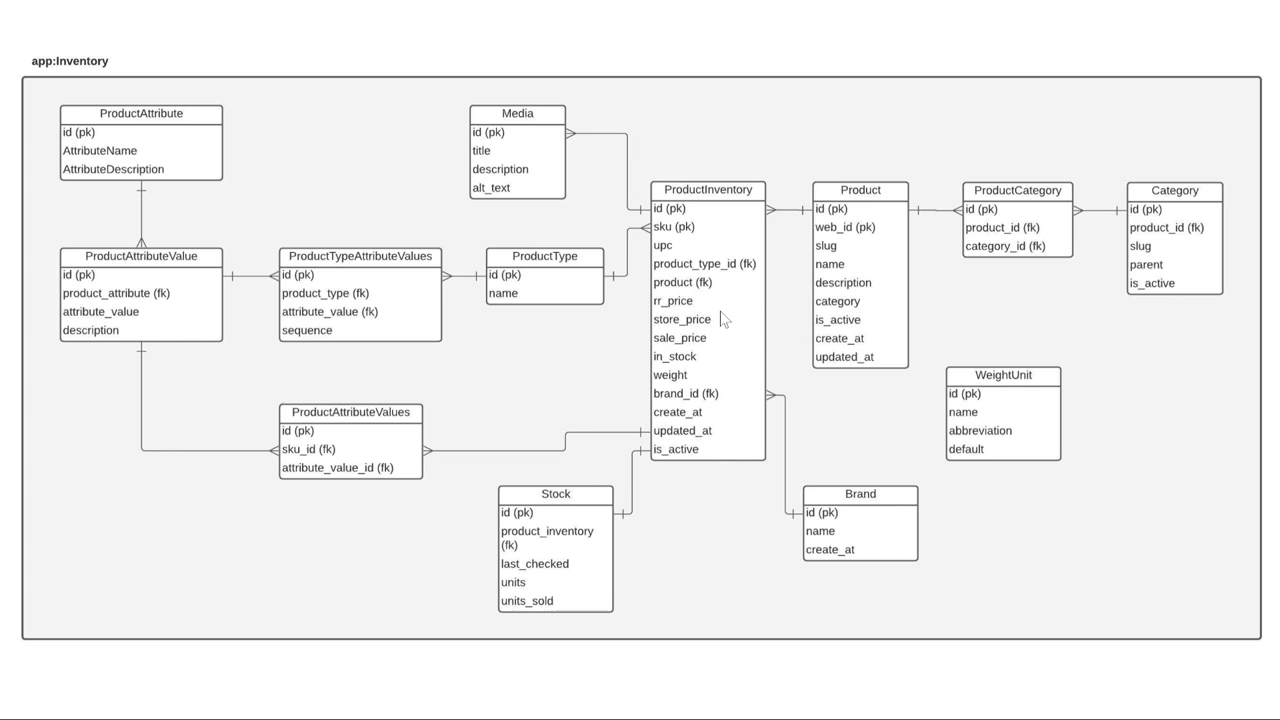 app:Inventory
ProductAttribute
id (pk)
AttributeName
AttributeDescription
Media
id (pk)
title
description
alt_text
ProductInventory
id (pk)
sku (pk)
upc
product_type_id (fk)
product (fk)
rr_price
store_price
sale_price
in_stock
weight
brand_id (fk)
create_at
updated_at
is_active
Product
id (pk)
web_id (pk)
slug
name
description
category
is_active
create_at
updated_at
ProductCategory
id (pk)
product_id (fk)
category_id (fk)
Category
id (pk)
product_id (fk)
slug
parent
is_active
ProductAttributeValue
id (pk)
product_attribute (fk)
attribute_value
description
ProductTypeAttributeValues
id (pk)
product_type (fk)
attribute_value (fk)
sequence
ProductType
id (pk)
name
WeightUnit
id (pk)
name
abbreviation
default
ProductAttributeValues
id (pk)
sku_id (fk)
attribute_value_id (fk)
Stock
id (pk)
product_inventory
(fk)
last_checked
units
units_sold
Brand
id (pk)
name
create_at